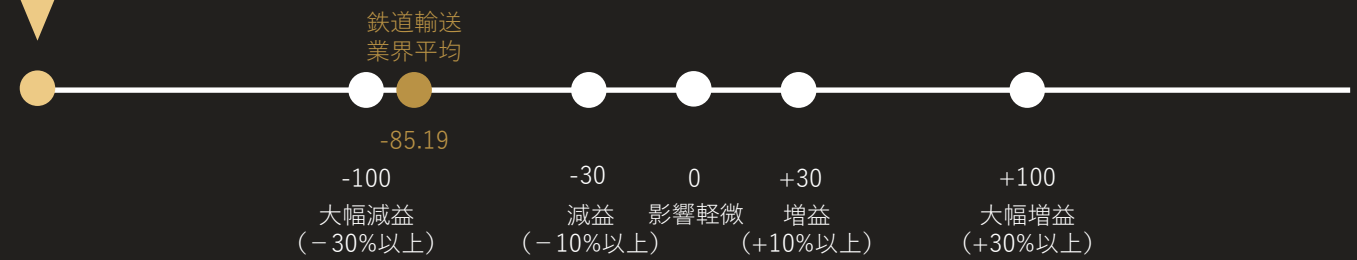 鉄道輸送
業界平均
-85.19
-100
大幅減益
（－30%以上）
-30
減益
（－10%以上）
0
影響軽微
+30
増益
（+10%以上）
+100
大幅増益
（+30%以上）